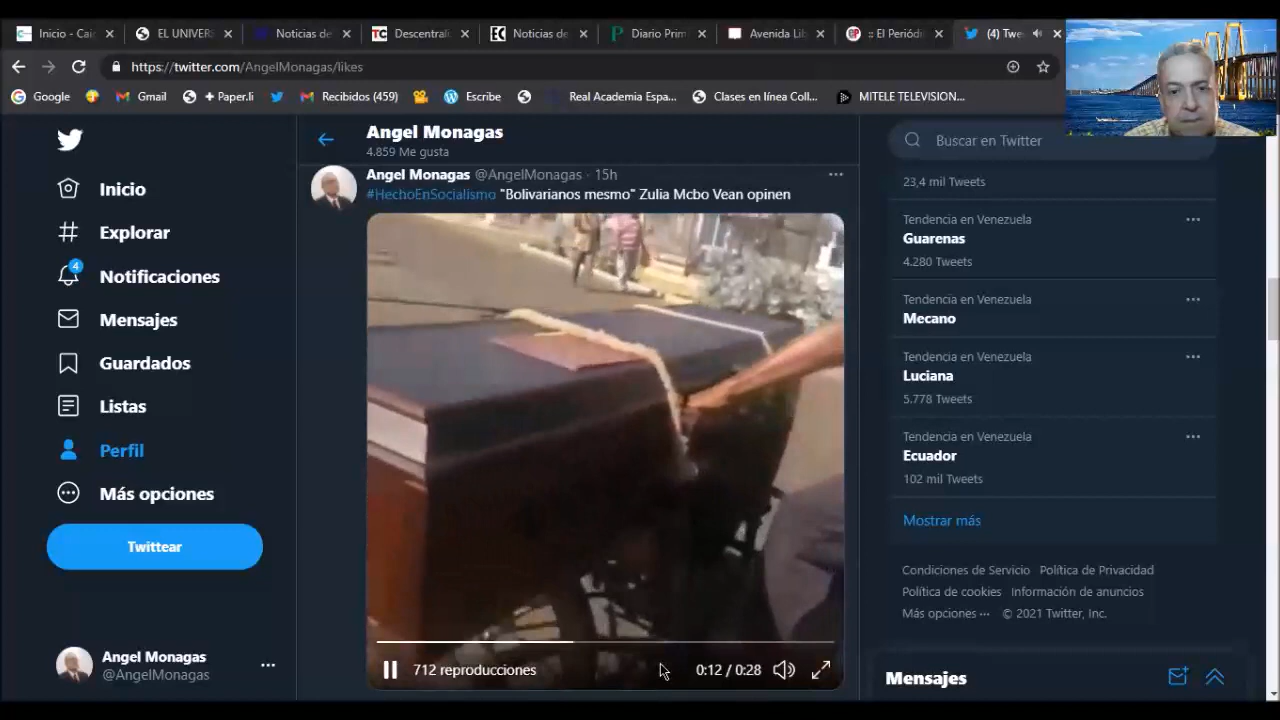 Inicio - Cai
EL UNIVERS
Noticias de
TC Descentrali
EC Noticias de
Diario Prim
Avenida Lib
EP :: El Periódi
(4) Twe
https://twitter.com/AngelMonagas/likes
Google
Gmail
+ Paper.li
Recibidos (459)
Escribe
Real Academia Espa...
Clases en línea Coll...
MITELE TELEVISION...
Inicio
Explorar
4
Notificaciones
Mensajes
Guardados
Listas
Perfil
Más opciones
Twittear
Angel Monagas
@AngelMonagas
Angel Monagas
4.859 Me gusta
Angel Monagas @AngelMonagas · 15h
#HechoEnSocialismo "Bolivarianos mesmo" Zulia Mcbo Vean opinen
712 reproducciones
0:12 / 0:28
Buscar en Twitter
23,4 mil Tweets
Tendencia en Venezuela
Guarenas
4.280 Tweets
Tendencia en Venezuela
Mecano
Tendencia en Venezuela
Luciana
5.778 Tweets
Tendencia en Venezuela
Ecuador
102 mil Tweets
Mostrar más
Condiciones de Servicio Política de Privacidad
Política de cookies Información de anuncios
Más opciones ··· © 2021 Twitter, Inc.
Mensajes